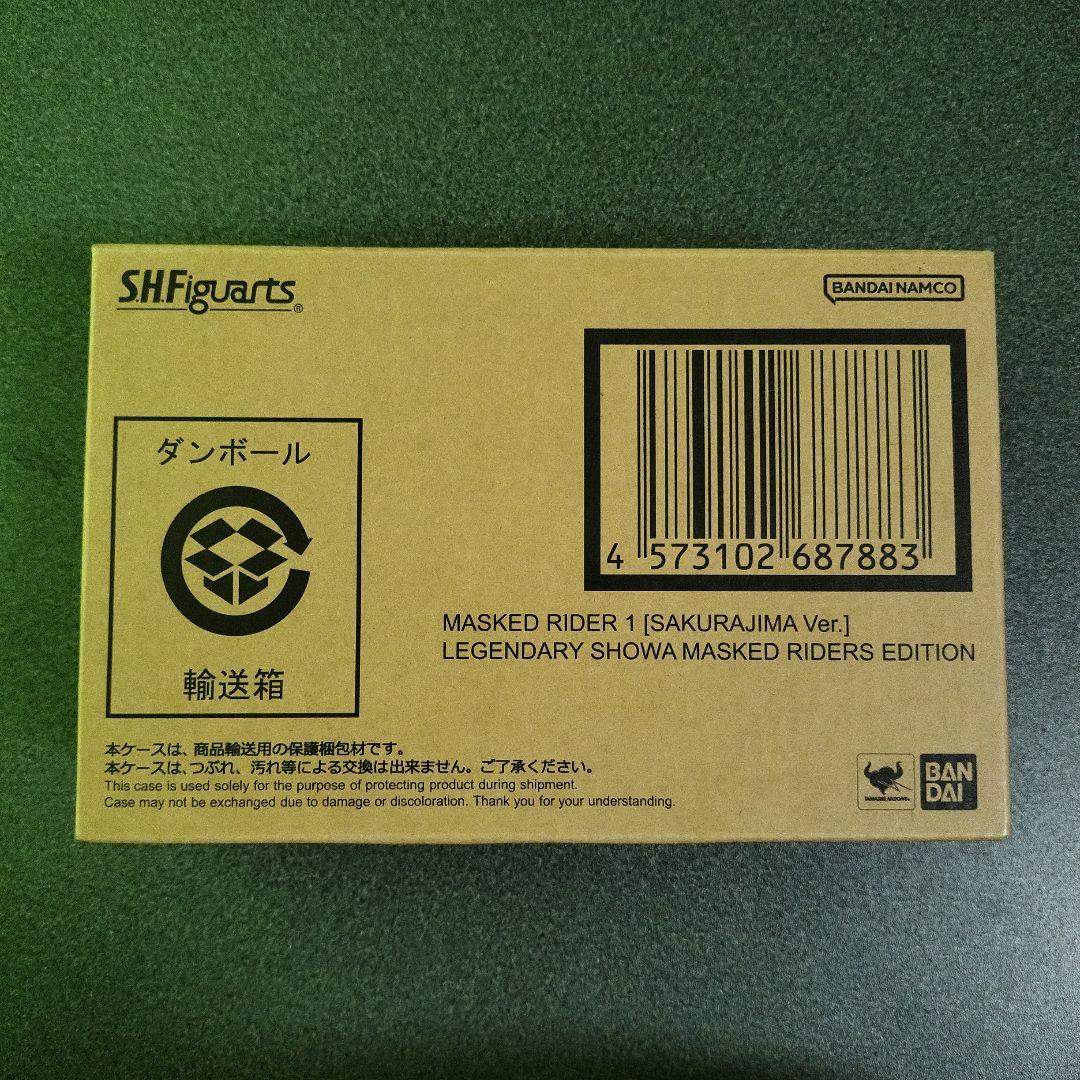 S.H.Figuarts®
BANDAI NAMCO
ダンボール
輸送箱
4 573102 687883
MASKED RIDER 1 [SAKURAJIMA Ver.]
LEGENDARY SHOWA MASKED RIDERS EDITION
本ケースは、商品輸送用の保護梱包材です。
本ケースは、つぶれ、汚れ等による交換は出来ません。ご了承ください。
This case is used solely for the purpose of protecting product during shipment.
Case may not be exchanged due to damage or discoloration. Thank you for your understanding.
TAMASHII NATIONS
BAN
DAI